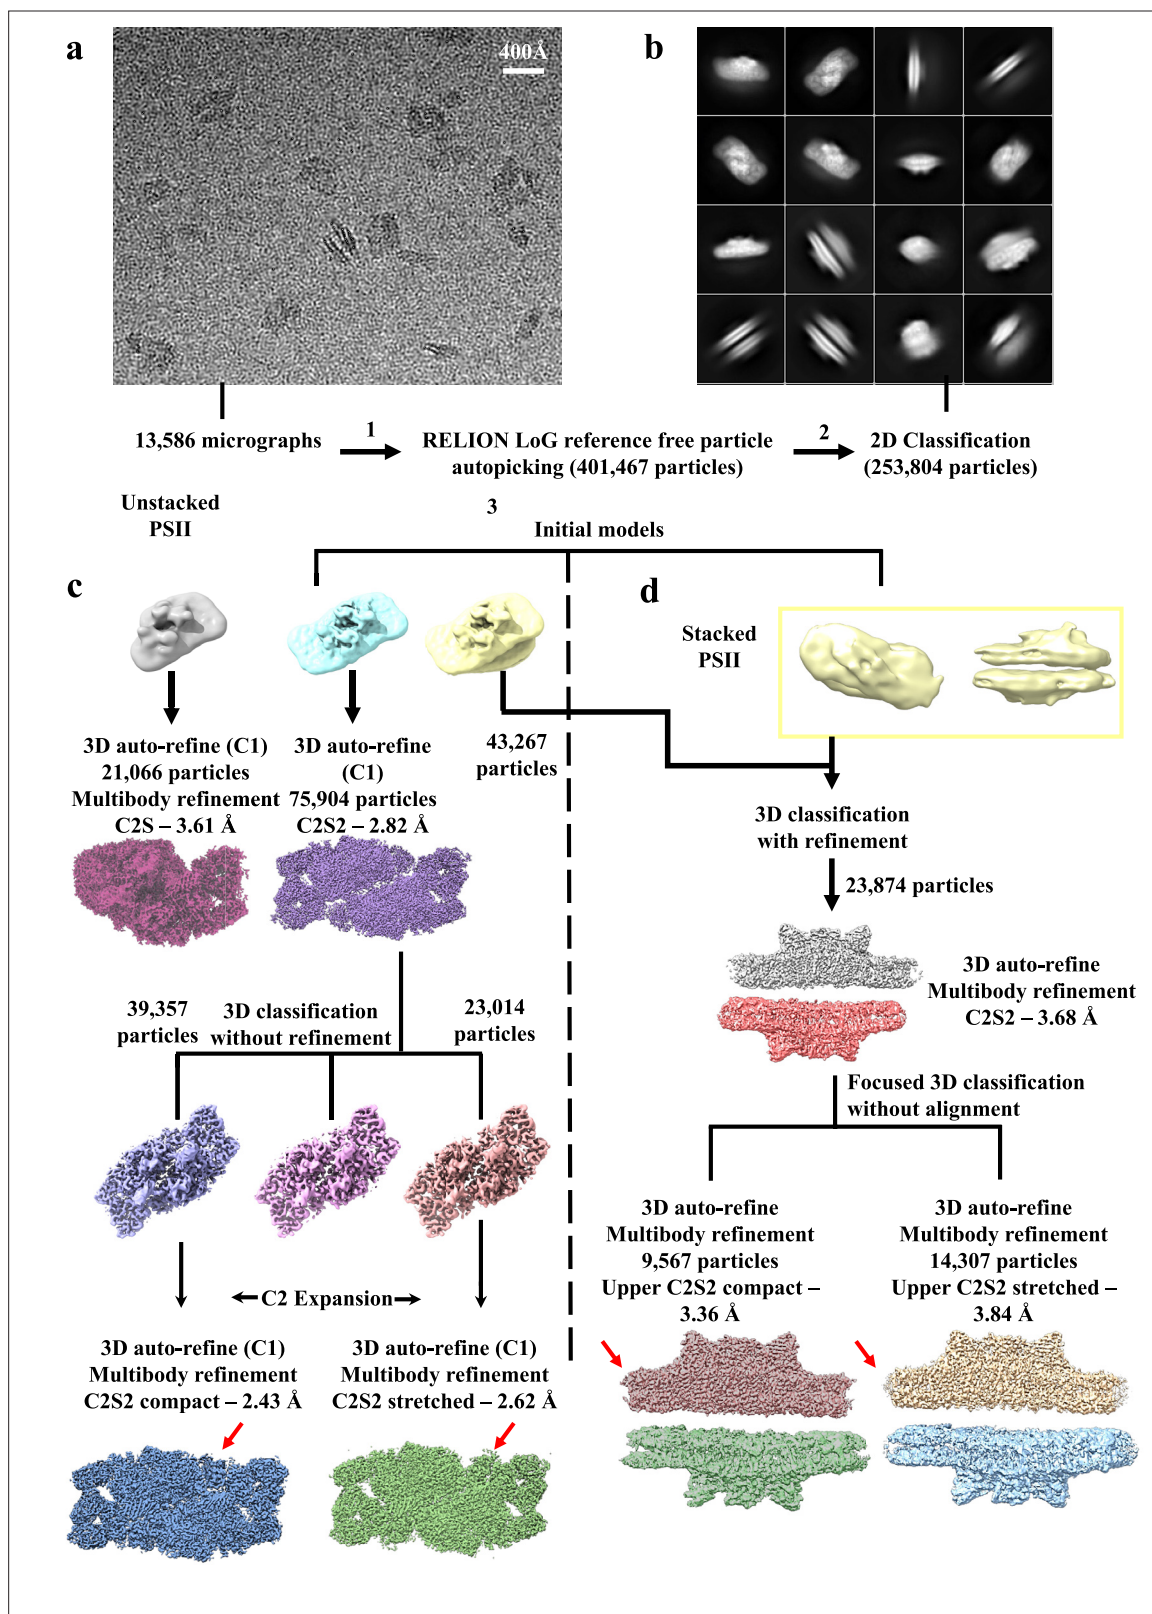 a
400Å
b
13,586 micrographs
1
RELION LoG reference free particle
autopicking (401,467 particles)
2
2D Classification
(253,804 particles)
Unstacked
PSII
3
Initial models
c
d
Stacked
PSII
3D auto-refine (C1)
21,066 particles
Multibody refinement
C2S – 3.61 Å
3D auto-refine
(C1)
75,904 particles
C2S2 – 2.82 Å
43,267
particles
3D classification
with refinement
23,874 particles
3D auto-refine
Multibody refinement
C2S2 – 3.68 Å
39,357
particles
3D classification
without refinement
23,014
particles
Focused 3D classification
without alignment
C2 Expansion
3D auto-refine (C1)
Multibody refinement
C2S2 compact – 2.43 Å
3D auto-refine (C1)
Multibody refinement
C2S2 stretched – 2.62 Å
3D auto-refine
Multibody refinement
9,567 particles
Upper C2S2 compact –
3.36 Å
3D auto-refine
Multibody refinement
14,307 particles
Upper C2S2 stretched –
3.84 Å